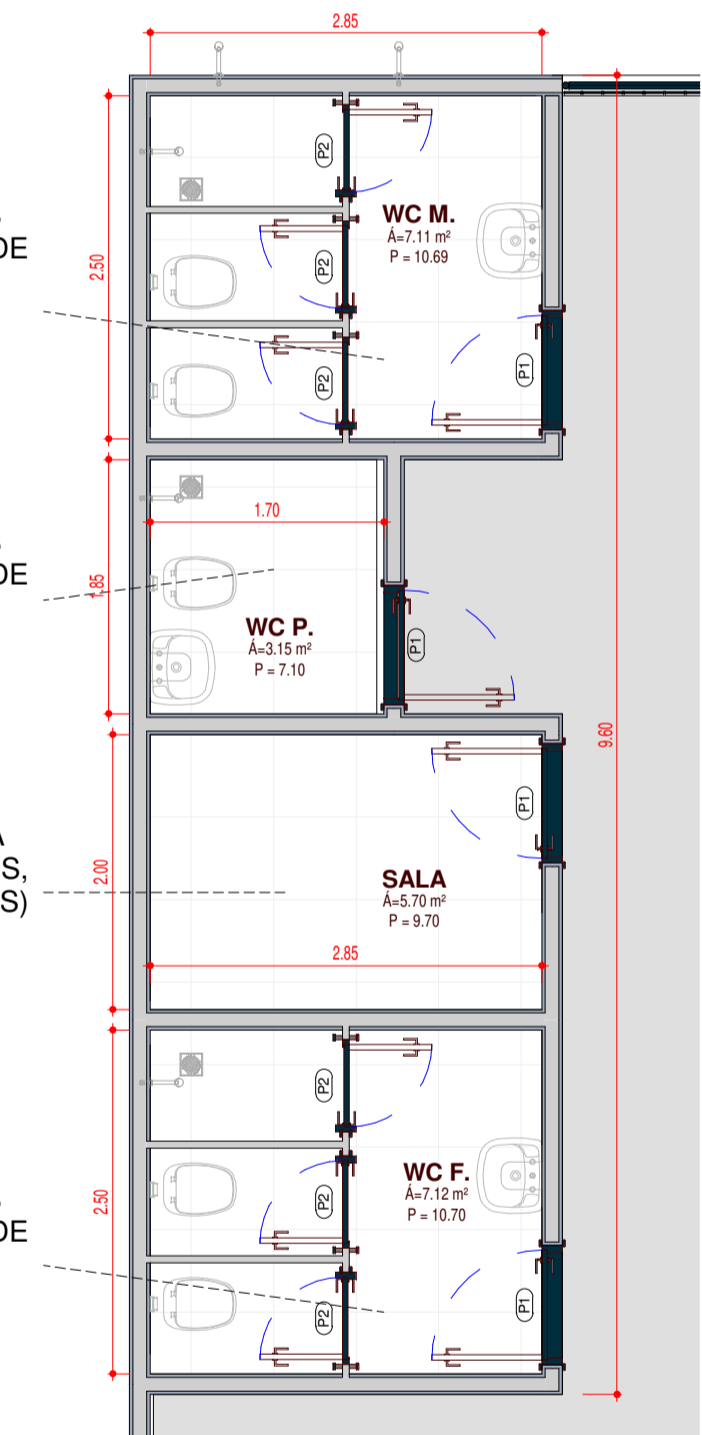 2.85
P2
WC M.
Á=7.11 m²
P = 10.69
DE
2.50
P2
P2
P1
1.70
DE
1.85
WC P.
Á=3.15 m²
P = 7.10
P1
9.60
P1
A
S,
S)
2.00
SALA
Á=5.70 m²
P = 9.70
2.85
P2
WC F.
Á=7.12 m²
P = 10.70
2.50
P2
DE
P2
P1